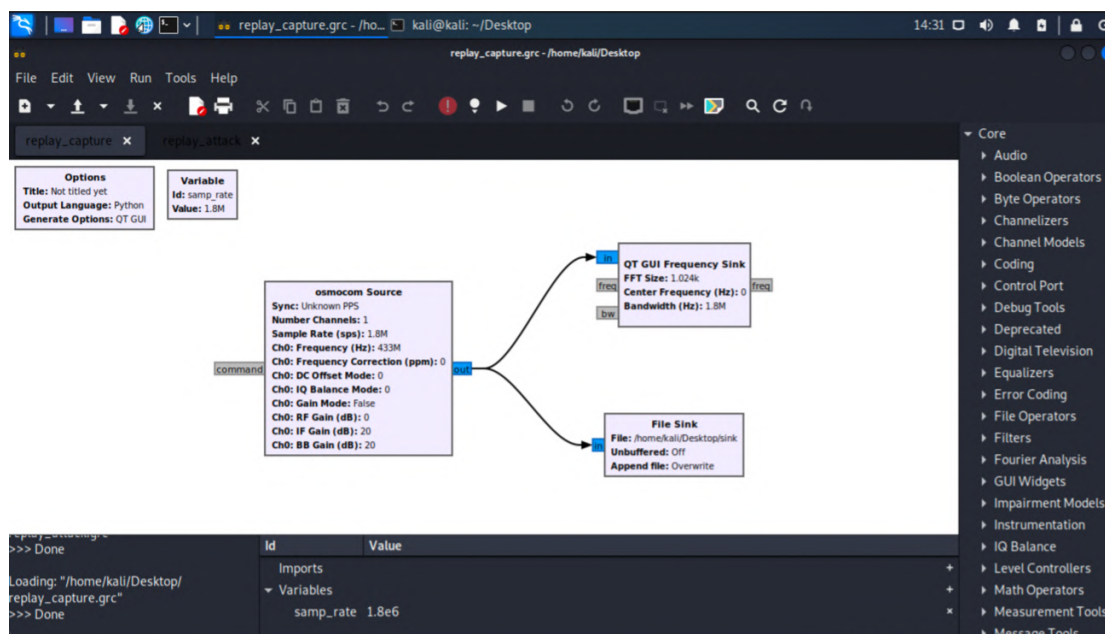 replay_capture.grc - /ho...
kali@kali: ~/Desktop
14:31
replay_capture.grc - /home/kali/Desktop
File Edit View Run Tools Help
replay_capture
replay_attack
Options
Title: Not titled yet
Output Language: Python
Generate Options: QT GUI
Variable
Id: samp_rate
Value: 1.8M
osmocom Source
Sync: Unknown PPS
Number Channels: 1
Sample Rate (sps): 1.8M
Ch0: Frequency (Hz): 433M
Ch0: Frequency Correction (ppm): 0
Ch0: DC Offset Mode: 0
Ch0: IQ Balance Mode: 0
Ch0: Gain Mode: False
Ch0: RF Gain (dB): 0
Ch0: IF Gain (dB): 20
Ch0: BB Gain (dB): 20
command
out
in
freq
bw
QT GUI Frequency Sink
FFT Size: 1.024k
Center Frequency (Hz): 0
Bandwidth (Hz): 1.8M
freq
in
File Sink
File: /home/kali/Desktop/sink
Unbuffered: Off
Append file: Overwrite
Core
Audio
Boolean Operators
Byte Operators
Channelizers
Channel Models
Coding
Control Port
Debug Tools
Deprecated
Digital Television
Equalizers
Error Coding
File Operators
Filters
Fourier Analysis
GUI Widgets
Impairment Models
Instrumentation
IQ Balance
Level Controllers
Math Operators
Measurement Tools
Message Tools
replay_attack.grc"
>>> Done
Loading: "/home/kali/Desktop/
replay_capture.grc"
>>> Done
Id Value
Imports
Variables
samp_rate 1.8e6